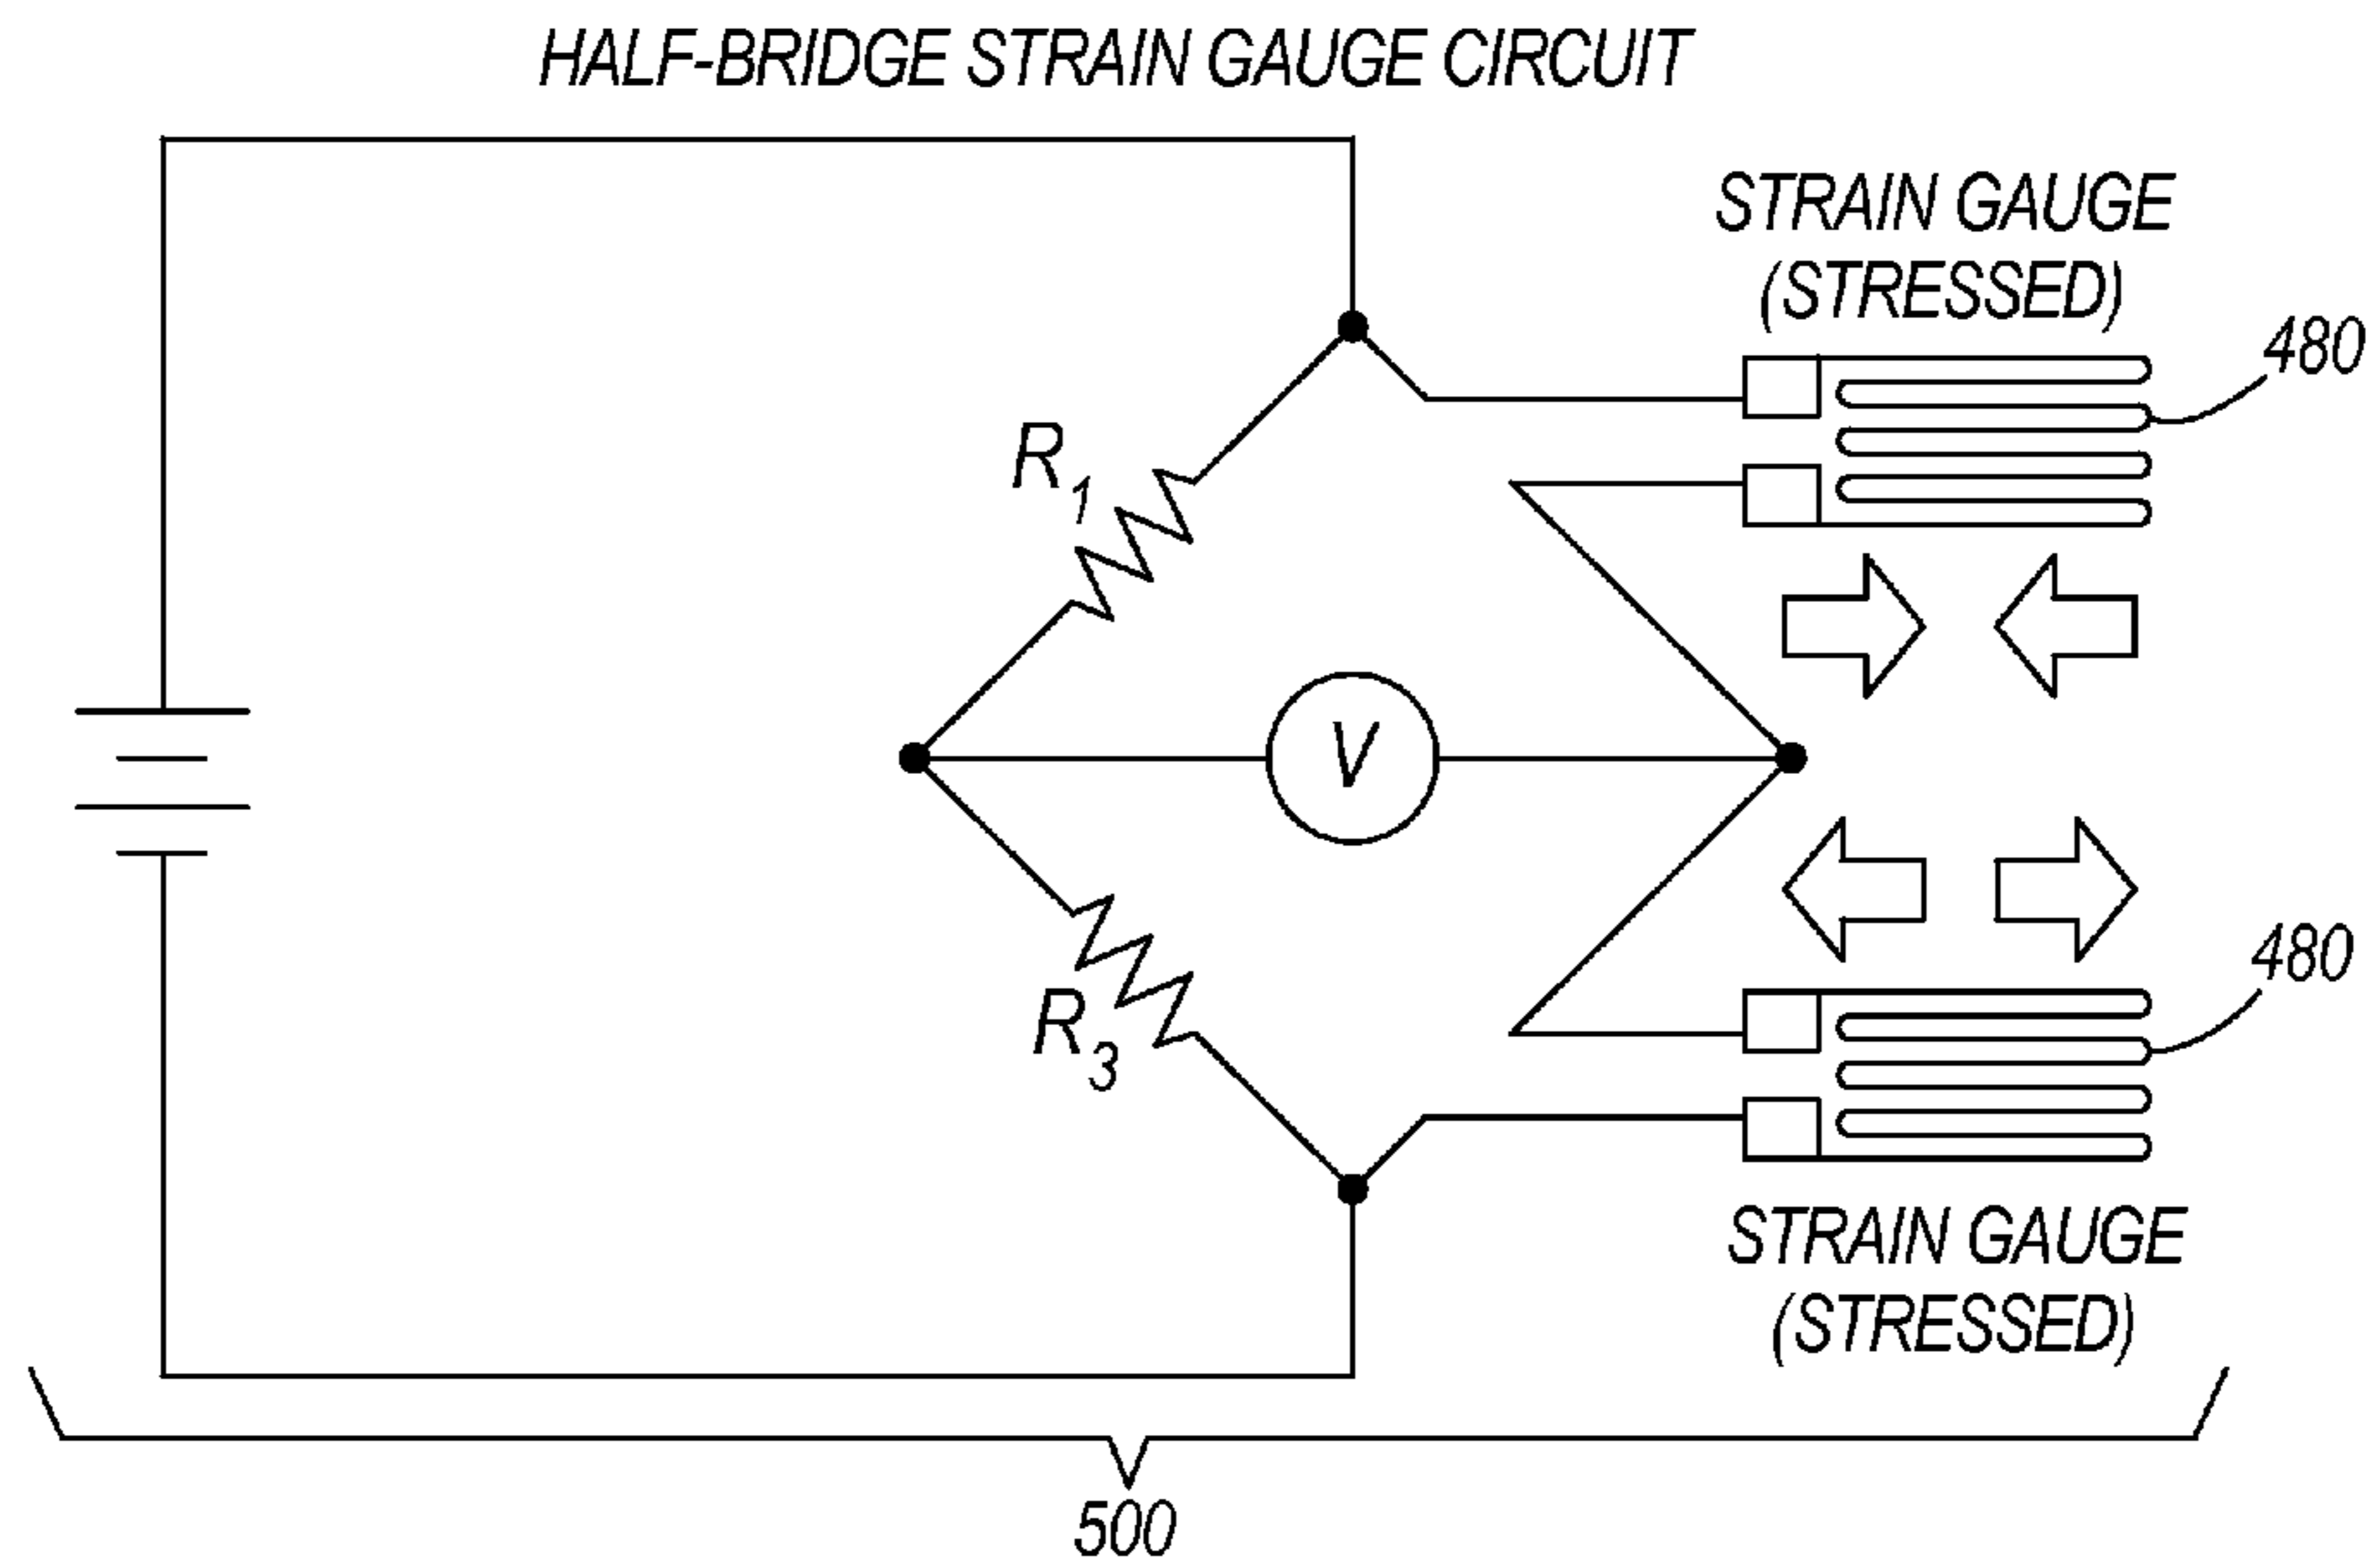 HALF-BRIDGE STRAIN GAUGE CIRCUIT
STRAIN GAUGE
(STRESSED)
480
R1
V
480
R3
STRAIN GAUGE
(STRESSED)
500